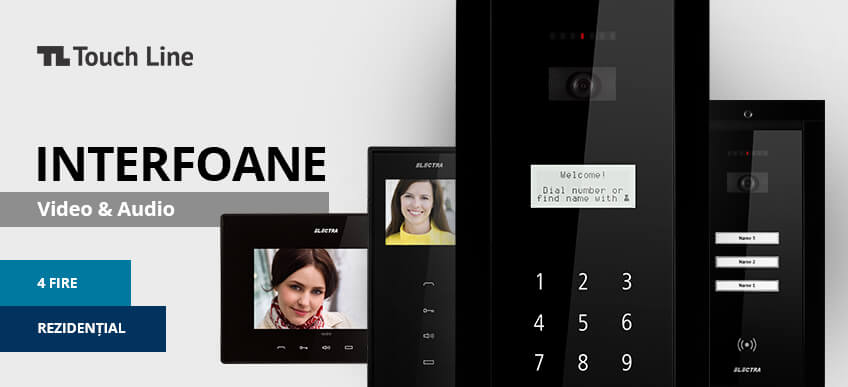 TL Touch Line
INTERFOANE
Video & Audio
4 FIRE
REZIDENȚIAL
ELECTRA
ELECTRA
Welcome!
Dial number or
find name with
1 2 3
4 5 6
7 8 9
Name 3
Name 2
Name 1
ELECTRA